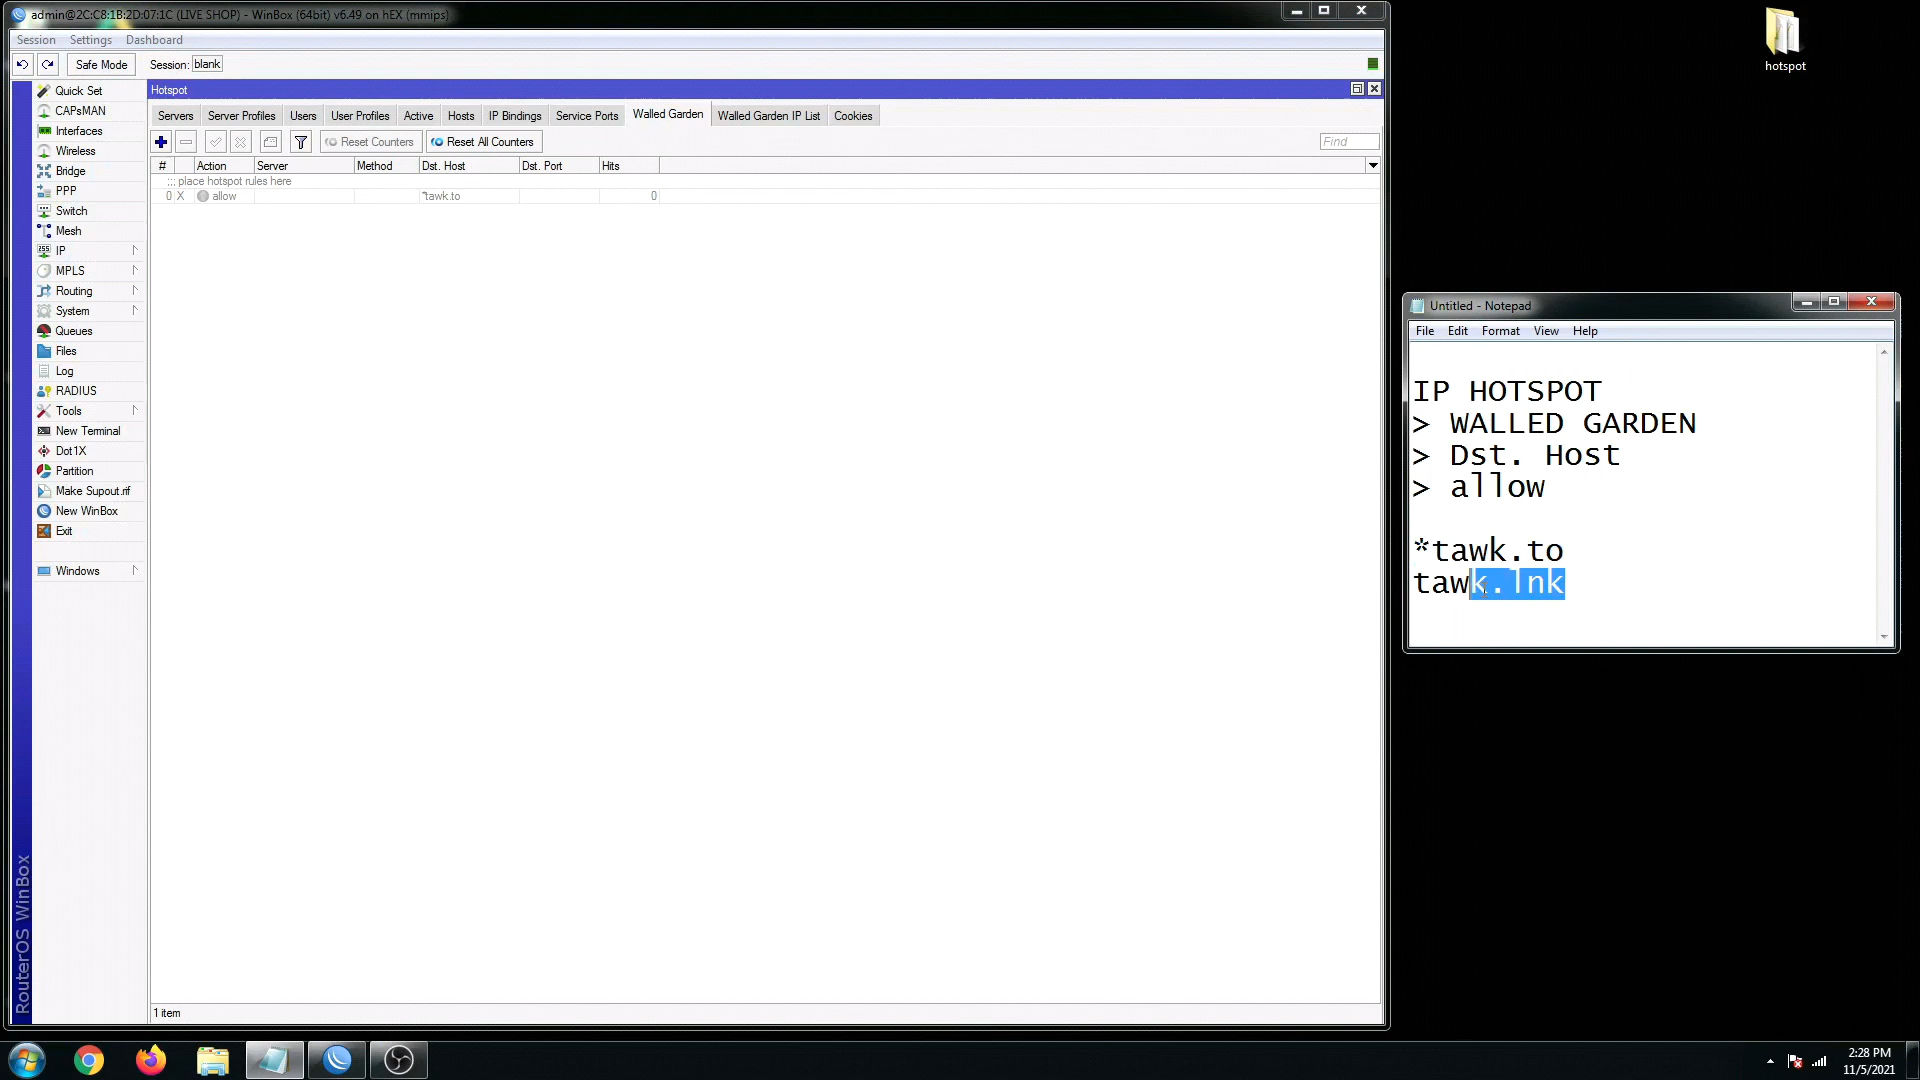 admin@2C:C8:1B:2D:07:1C (LIVE SHOP) - WinBox (64bit) v6.49 on hEX (mmips)
Session Settings Dashboard
Safe Mode Session: blank
Hotspot
Servers Server Profiles Users User Profiles Active Hosts IP Bindings Service Ports Walled Garden Walled Garden IP List Cookies
Reset Counters Reset All Counters Find
# Action Server Method Dst. Host Dst. Port Hits
::: place hotspot rules here
0 X allow *tawk.to 0
1 item
Quick Set
CAPsMAN
Interfaces
Wireless
Bridge
PPP
Switch
Mesh
IP
MPLS
Routing
System
Queues
Files
Log
RADIUS
Tools
New Terminal
Dot1X
Partition
Make Supout.rif
New WinBox
Exit
Windows
RouterOS WinBox
hotspot
Untitled - Notepad
File Edit Format View Help
IP HOTSPOT
> WALLED GARDEN
> Dst. Host
> allow
*tawk.to
tawk.lnk
2:28 PM
11/5/2021